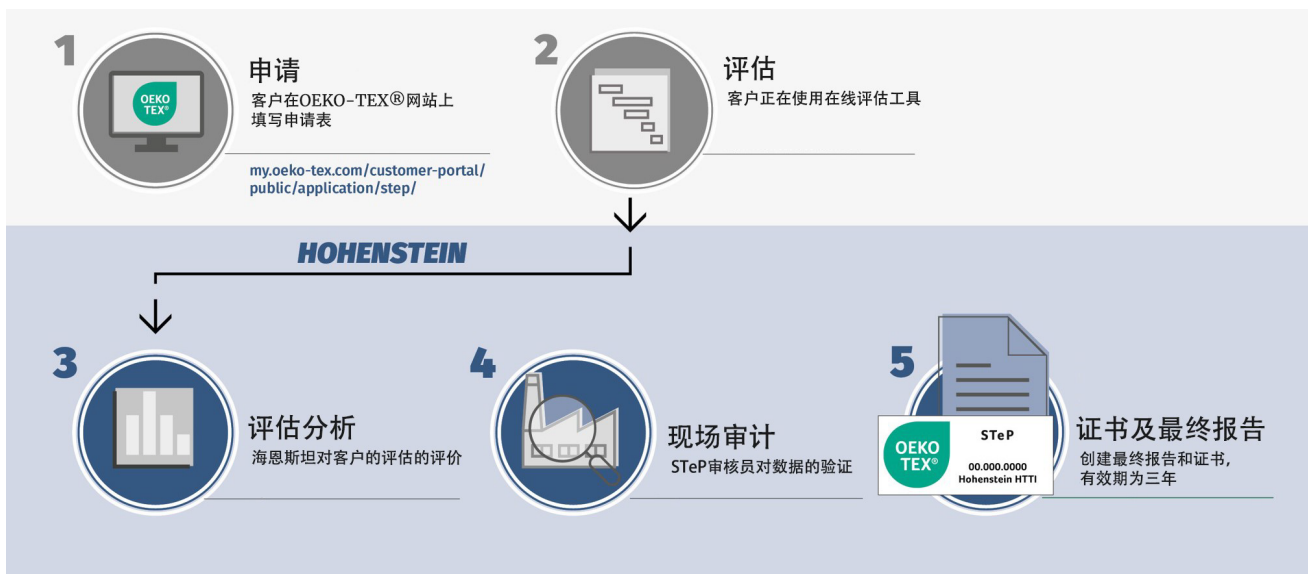 1
申请
客户在OEKO-TEX®网站上
填写申请表
my.oeko-tex.com/customer-portal/
public/application/step/
OEKO
TEX®
2
评估
客户正在使用在线评估工具
HOHENSTEIN
3
评估分析
海恩斯坦对客户的评估的评价
4
现场审计
STeP审核员对数据的验证
5
证书及最终报告
创建最终报告和证书,
有效期为三年
OEKO
TEX®
STeP
00.000.0000
Hohenstein HTTI